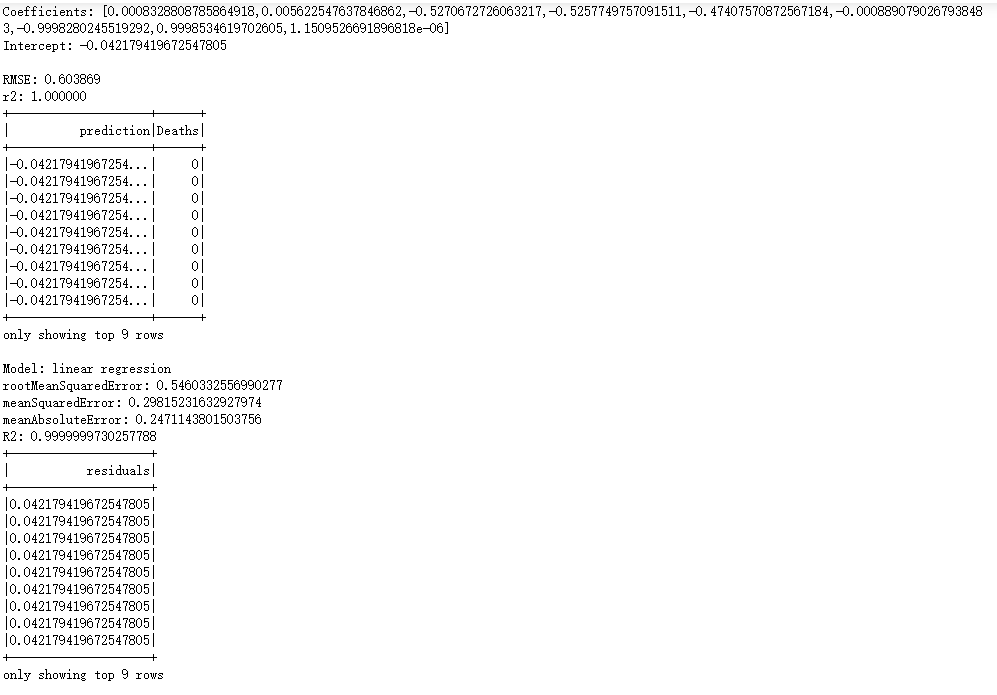 Coefficients: [0.0008328808785864918,0.005622547637846862,-0.5270672726063217,-0.5257749757091511,-0.47407570872567184,-0.000889079026793848
3,-0.9998280245519292,0.9998534619702605,1.1509526691896818e-06]
Intercept: -0.042179419672547805
RMSE: 0.603869
r2: 1.000000
+--------------------+------+
|          prediction|Deaths|
+--------------------+------+
|-0.04217941967254...|     0|
|-0.04217941967254...|     0|
|-0.04217941967254...|     0|
|-0.04217941967254...|     0|
|-0.04217941967254...|     0|
|-0.04217941967254...|     0|
|-0.04217941967254...|     0|
|-0.04217941967254...|     0|
|-0.04217941967254...|     0|
+--------------------+------+
only showing top 9 rows
Model: linear regression
rootMeanSquaredError: 0.5460332556990277
meanSquaredError: 0.29815231632927974
meanAbsoluteError: 0.2471143801503756
R2: 0.9999999730257788
+--------------------+
|           residuals|
+--------------------+
|0.042179419672547805|
|0.042179419672547805|
|0.042179419672547805|
|0.042179419672547805|
|0.042179419672547805|
|0.042179419672547805|
|0.042179419672547805|
|0.042179419672547805|
|0.042179419672547805|
+--------------------+
only showing top 9 rows